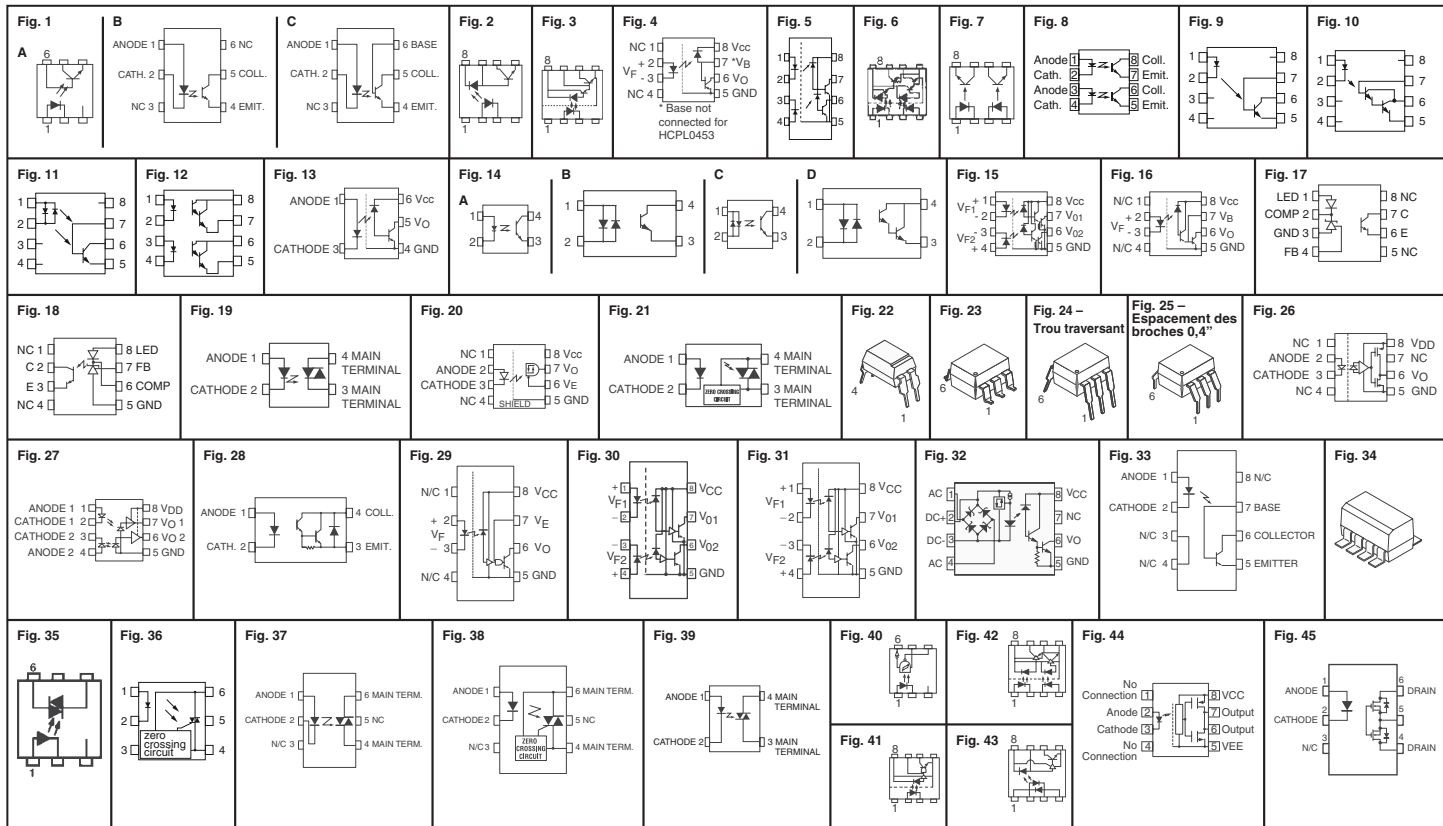 Fig. 1
A
6
1
B
ANODE 1
CATH. 2
NC 3
6 NC
5 COLL.
4 EMIT.
C
ANODE 1
CATH. 2
NC 3
6 BASE
5 COLL.
4 EMIT.
Fig. 2
8
1
Fig. 3
8
1
Fig. 4
NC 1
+ 2
VF
- 3
NC 4
8 Vcc
7 *VB
6 VO
5 GND
* Base not
connected for
HCPL0453
Fig. 5
1
2
3
4
8
7
6
5
Fig. 6
8
1
Fig. 7
8
1
Fig. 8
Anode 1
Cath. 2
Anode 3
Cath. 4
8 Coll.
7 Emit.
6 Coll.
5 Emit.
Fig. 9
1
2
3
4
8
7
6
5
Fig. 10
1
2
3
4
8
7
6
5
Fig. 11
1
2
3
4
8
7
6
5
Fig. 12
1
2
3
4
8
7
6
5
Fig. 13
ANODE 1
CATHODE 3
6 Vcc
5 VO
4 GND
Fig. 14
A
1
2
4
3
B
1
2
4
3
C
1
2
4
3
D
1
2
4
3
Fig. 15
+ 1
VF1
- 2
- 3
VF2
+ 4
8 Vcc
7 V01
6 V02
5 GND
Fig. 16
N/C 1
+ 2
VF
- 3
N/C 4
8 Vcc
7 VB
6 VO
5 GND
Fig. 17
LED 1
COMP 2
GND 3
FB 4
8 NC
7 C
6 E
5 NC
Fig. 18
NC 1
C 2
E 3
NC 4
8 LED
7 FB
6 COMP
5 GND
Fig. 19
ANODE 1
CATHODE 2
4 MAIN
TERMINAL
3 MAIN
TERMINAL
Fig. 20
NC 1
ANODE 2
CATHODE 3
NC 4
SHIELD
8 Vcc
7 VO
6 VE
5 GND
Fig. 21
ANODE 1
CATHODE 2
ZERO CROSSING
CIRCUIT
4 MAIN
TERMINAL
3 MAIN
TERMINAL
Fig. 22
4
1
Fig. 23
6
1
Fig. 24 –
Trou traversant
6
1
Fig. 25 –
Espacement des
broches 0,4”
6
1
Fig. 26
NC 1
ANODE 2
CATHODE 3
NC 4
8 VDD
7 NC
6 VO
5 GND
Fig. 27
ANODE 1 1
CATHODE 1 2
CATHODE 2 3
ANODE 2 4
8 VDD
7 VO 1
6 VO 2
5 GND
Fig. 28
ANODE 1
CATH. 2
4 COLL.
3 EMIT.
Fig. 29
N/C 1
+ 2
VF
– 3
N/C 4
8 VCC
7 VE
6 VO
5 GND
Fig. 30
+ 1
VF1
– 2
– 3
VF2
+ 4
8 VCC
7 V01
6 V02
5 GND
Fig. 31
+ 1
VF1
– 2
– 3
VF2
+ 4
8 VCC
7 V01
6 V02
5 GND
Fig. 32
AC 1
DC+ 2
DC- 3
AC 4
8 VCC
7 NC
6 VO
5 GND
Fig. 33
ANODE 1
CATHODE 2
N/C 3
N/C 4
8 N/C
7 BASE
6 COLLECTOR
5 EMITTER
Fig. 34
Fig. 35
6
1
Fig. 36
1
2
3
6
5
4
zero
crossing
circuit
Fig. 37
ANODE 1
CATHODE 2
N/C 3
6 MAIN TERM.
5 NC
4 MAIN TERM.
Fig. 38
ANODE 1
CATHODE 2
N/C 3
ZERO
CROSSING
CIRCUIT
6 MAIN TERM.
5 NC
4 MAIN TERM.
Fig. 39
ANODE 1
CATHODE 2
4 MAIN
TERMINAL
3 MAIN
TERMINAL
Fig. 40
6
1
Fig. 41
8
1
Fig. 42
8
1
Fig. 43
8
1
Fig. 44
No
Connection 1
Anode 2
Cathode 3
No
Connection 4
8 VCC
7 Output
6 Output
5 VEE
Fig. 45
ANODE 1
CATHODE 2
N/C 3
6 DRAIN
5
4 DRAIN